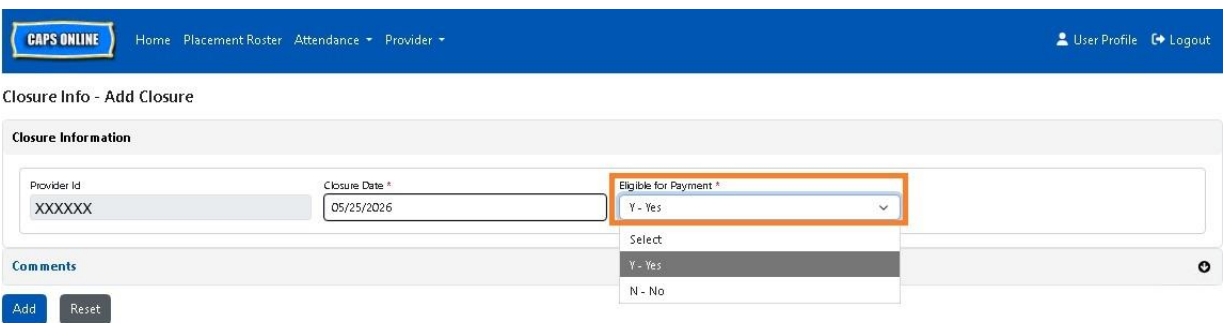 CAPS ONLINE Home Placement Roster Attendance Provider User Profile Logout
Closure Info - Add Closure
Closure Information
Provider Id Closure Date * Eligible for Payment *
XXXXXX 05/25/2026 Y - Yes
Select
Comments Y - Yes
N - No
Add Reset